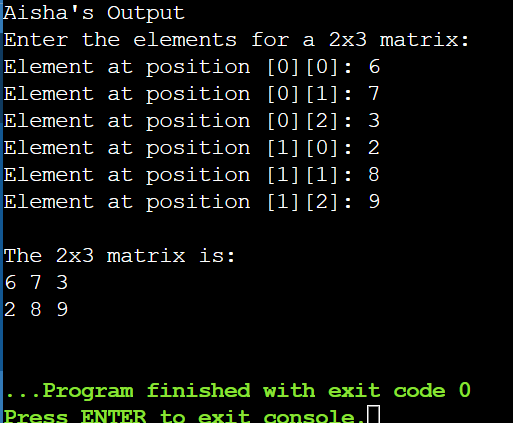 Aisha's Output
Enter the elements for a 2x3 matrix:
Element at position [0][0]: 6
Element at position [0][1]: 7
Element at position [0][2]: 3
Element at position [1][0]: 2
Element at position [1][1]: 8
Element at position [1][2]: 9
The 2x3 matrix is:
6 7 3
2 8 9
...Program finished with exit code 0
Press ENTER to exit console.